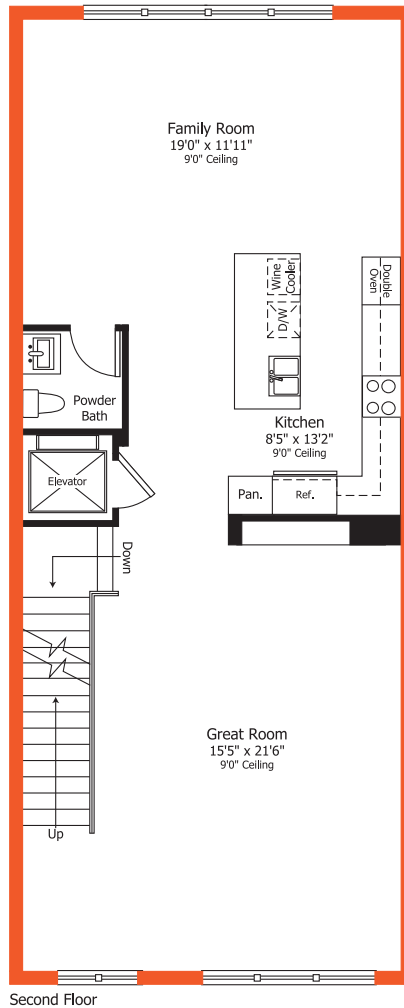 Family Room
19'0" x 11'11"
9'0" Ceiling
Wine
Cooler
Double
Oven
D/W
Powder
Bath
Kitchen
8'5" x 13'2"
9'0" Ceiling
Elevator
Pan.
Ref.
Down
Great Room
15'5" x 21'6"
9'0" Ceiling
Up
Second Floor